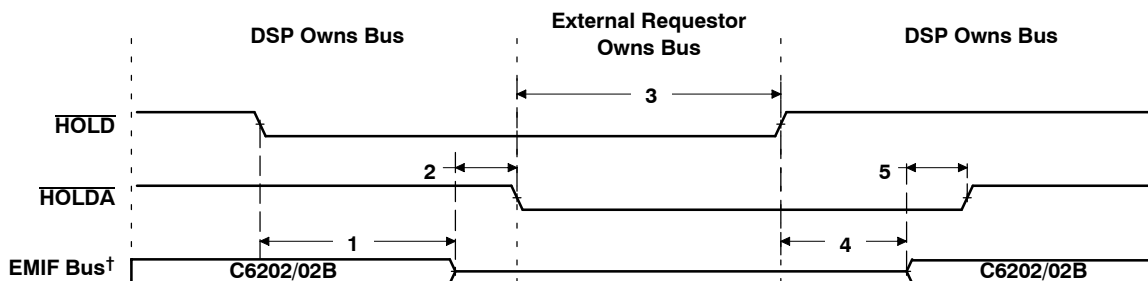 DSP Owns Bus
External Requestor
Owns Bus
DSP Owns Bus
3
HOLD
2
5
HOLDA
1
4
EMIF Bus†
C6202/02B
C6202/02B